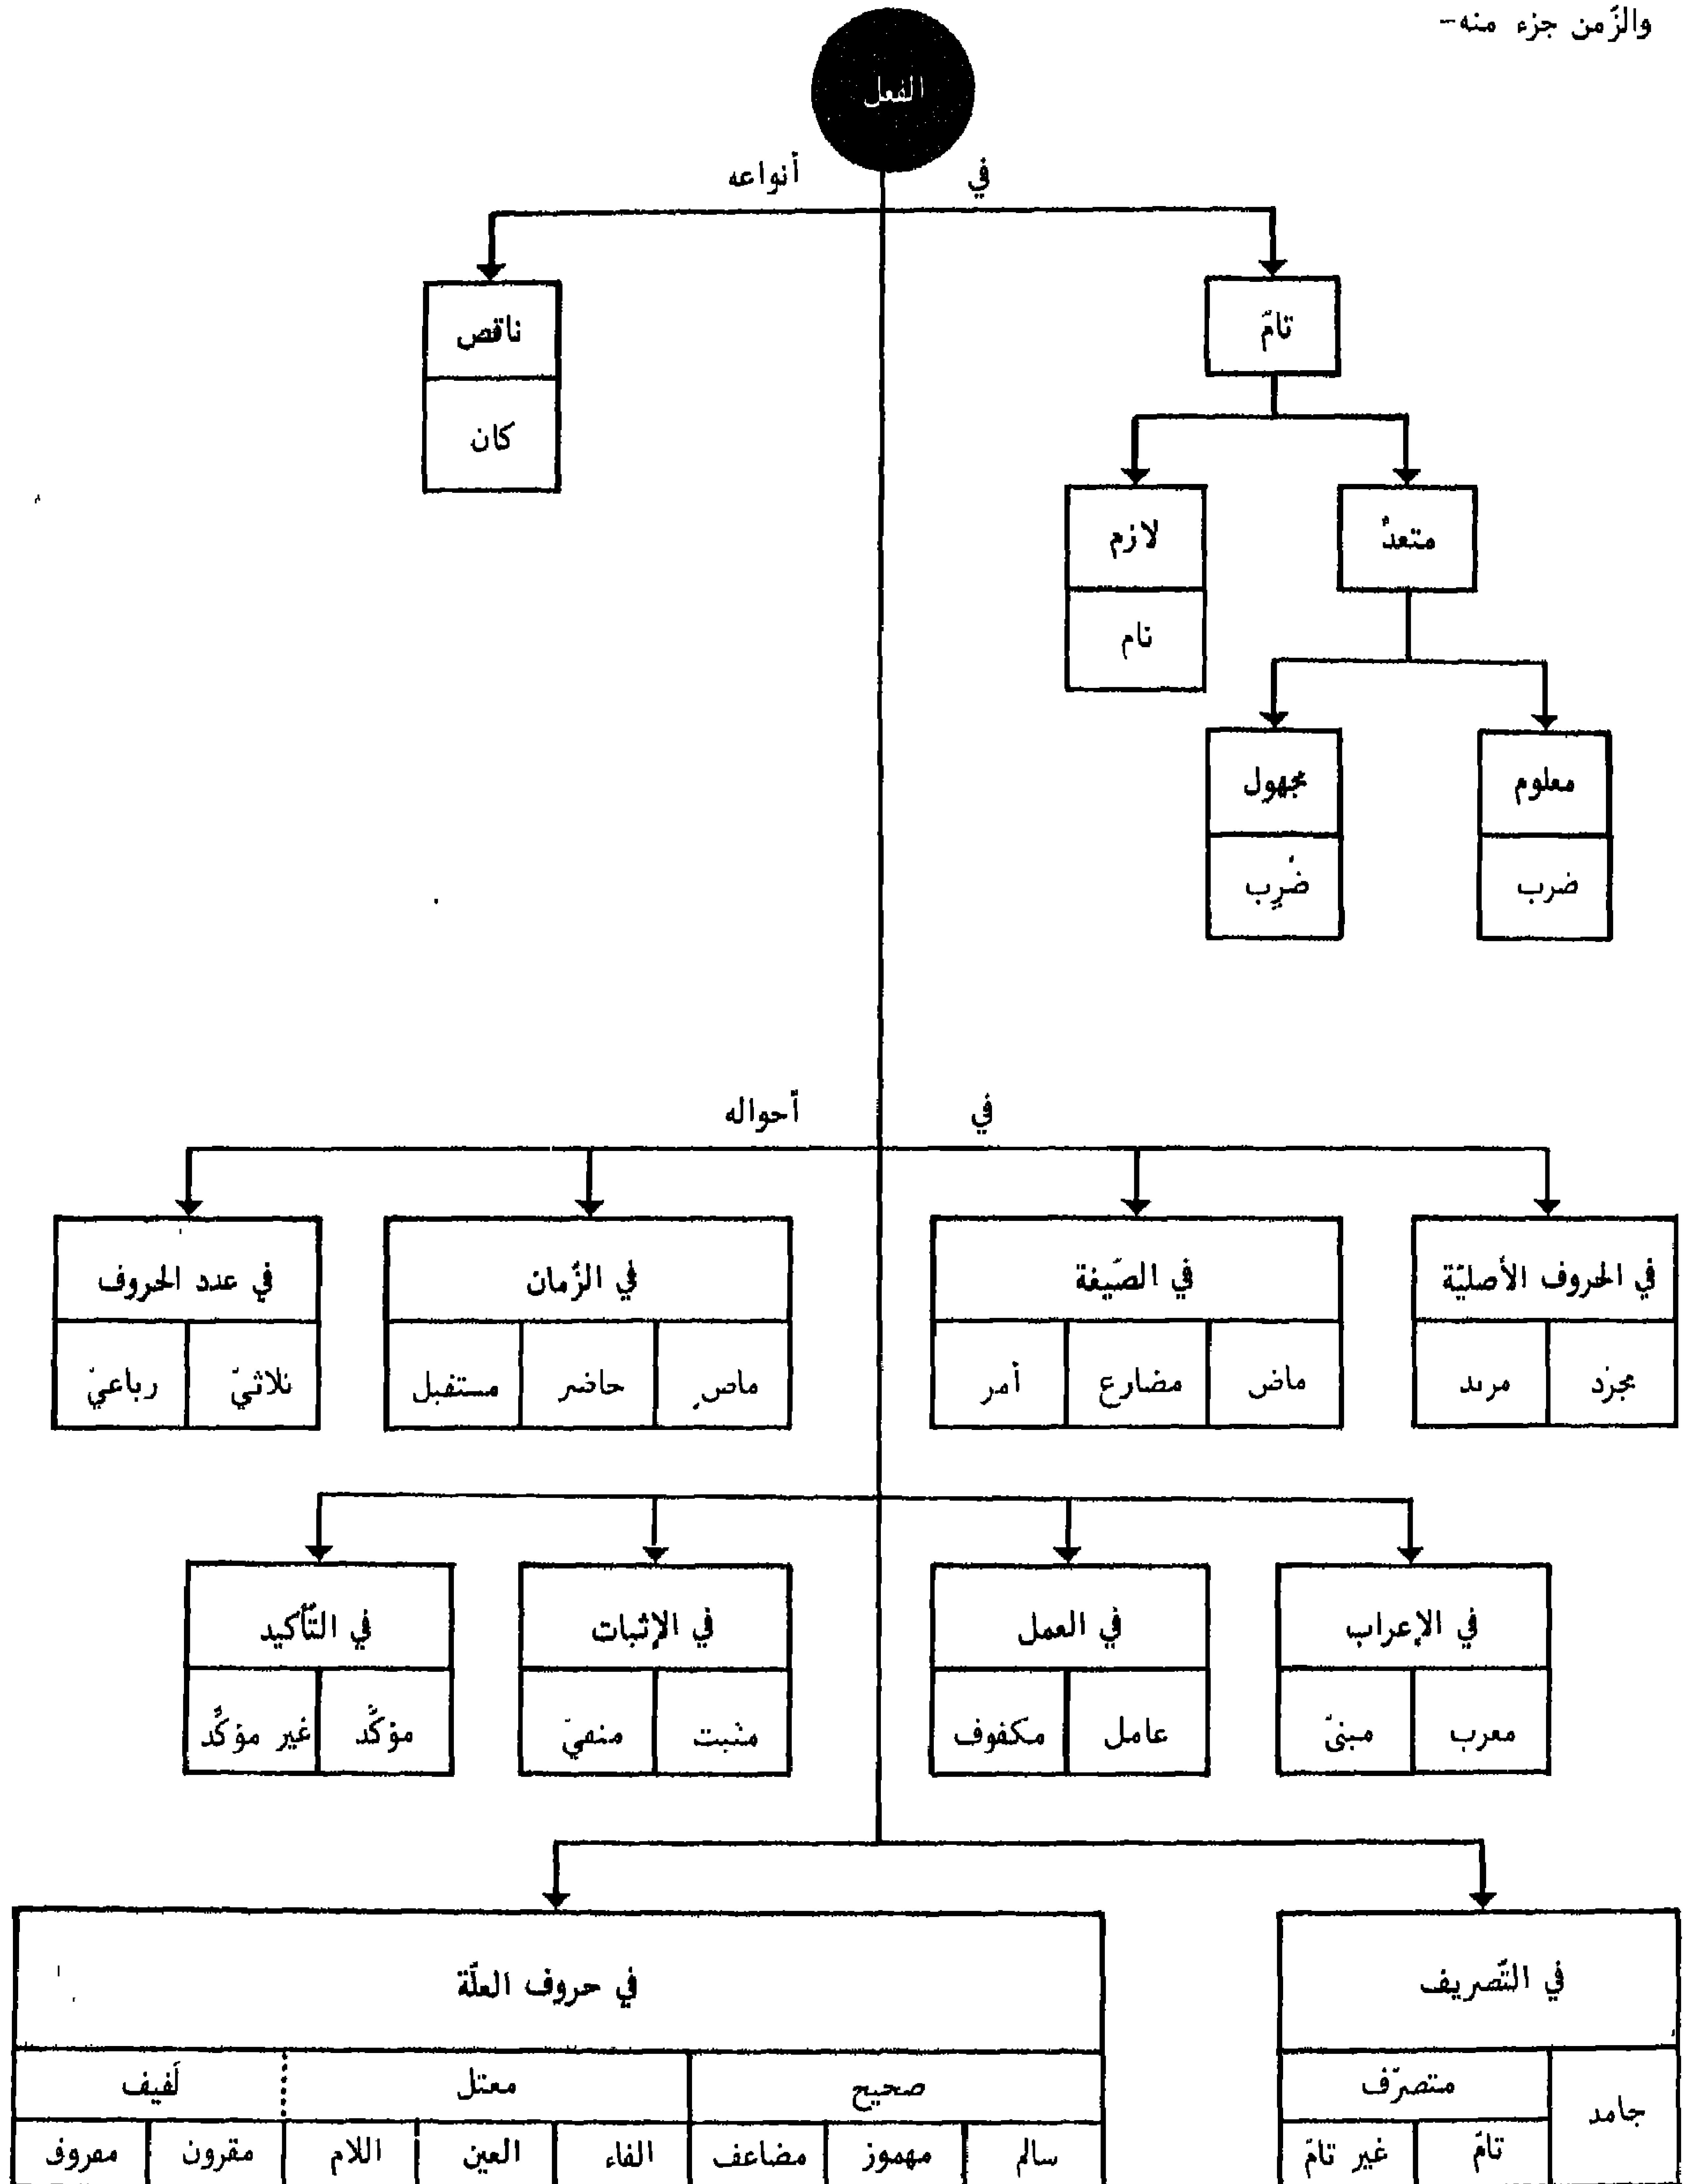 والزّمن جزء منه-
الفعل
في أنواعه
تامّ ناقص
كان
متعدٍّ لازم
نام
معلوم مجهول
ضرب ضُرِب
في أحواله
في الحروف الأصليّة في الصّيغة في الزّمان في عدد الحروف
مجرّد مزيد ماض مضارع أمر ماضٍ حاضر مستقبل ثلاثيّ رباعيّ
في الإعراب في العمل في الإثبات في التّأكيد
معرب مبنيّ عامل مكفوف مثبت منفيّ مؤكَّد غير مؤكَّد
في التّصريف في حروف العلّة
جامد متصرّف صحيح معتل لَفيف
تامّ غير تامّ سالم مهموز مضاعف الفاء العين اللام مقرون مفروق